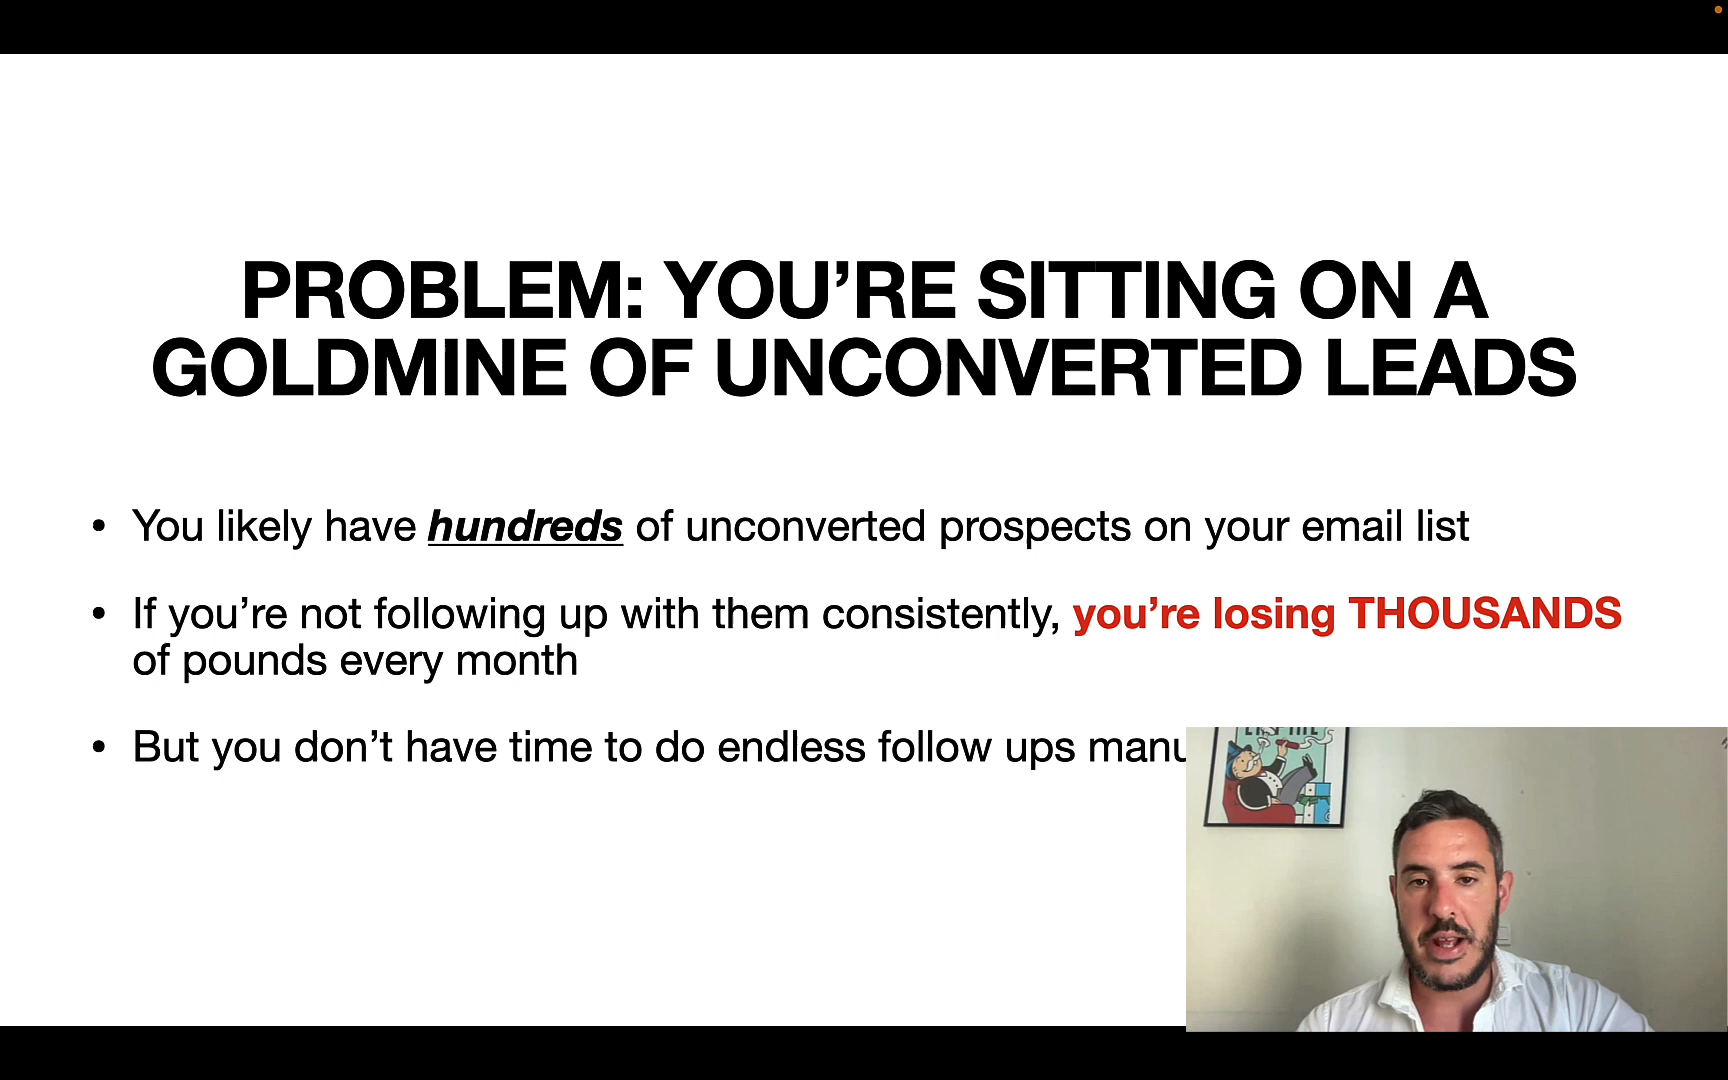 PROBLEM: YOU’RE SITTING ON A
GOLDMINE OF UNCONVERTED LEADS
• You likely have hundreds of unconverted prospects on your email list
• If you’re not following up with them consistently, you’re losing THOUSANDS
of pounds every month
• But you don’t have time to do endless follow ups manu